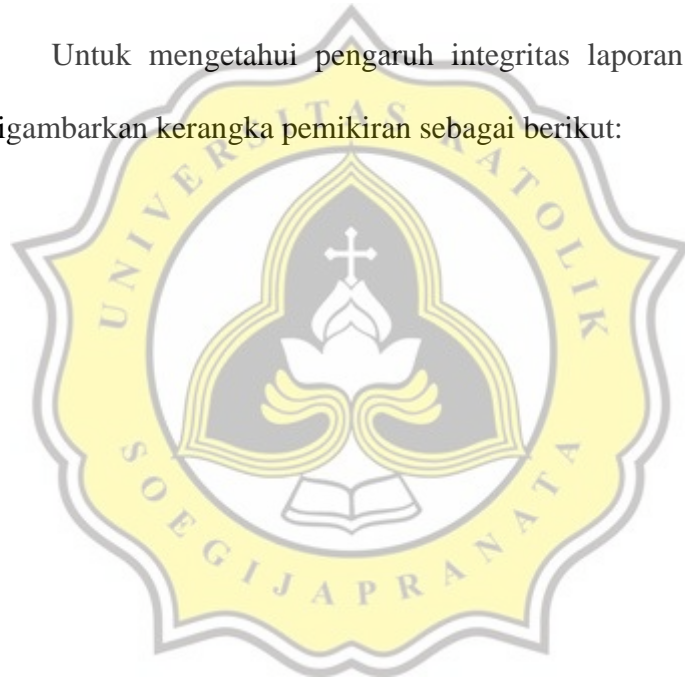 Untuk mengetahui pengaruh integritas laporan
igambarkan kerangka pemikiran sebagai berikut:
UNIVERSITAS KATOLIK
SOEGIJAPRANATA